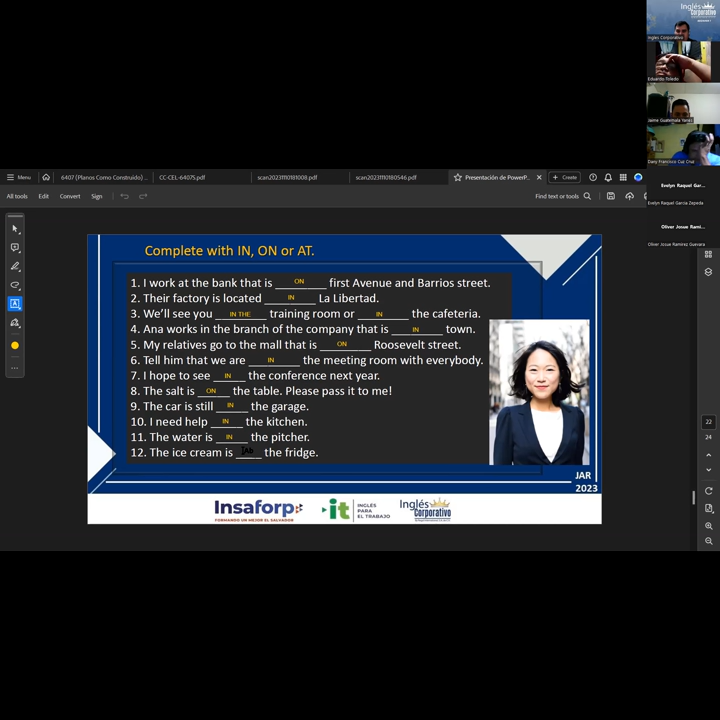 Inglés
Corporativo
Ingles Corporativo
Eduardo Toledo
Jaime Guatemala Yanes
Dany Francisco Cuit Cruz
Evelyn Raquel Gar...
Evelyn Raquel Garcia Zepeda
Oliver Josue Rami...
Oliver Josue Ramirez Guevara
Menu
6407 (Planos Como Construido) ...
CC-CEL-6407S.pdf
scan20231110181008.pdf
scan20231110180546.pdf
Presentación de PowerP...
Create
All tools Edit Convert Sign
Find text or tools
Complete with IN, ON or AT.
1. I work at the bank that is ON first Avenue and Barrios street.
2. Their factory is located IN La Libertad.
3. We'll see you IN THE training room or IN the cafeteria.
4. Ana works in the branch of the company that is IN town.
5. My relatives go to the mall that is ON Roosevelt street.
6. Tell him that we are IN the meeting room with everybody.
7. I hope to see IN the conference next year.
8. The salt is ON the table. Please pass it to me!
9. The car is still IN the garage.
10. I need help IN the kitchen.
11. The water is IN the pitcher.
12. The ice cream is ____ the fridge.
JAR
2023
Insaforp
FORMANDO UN MEJOR EL SALVADOR
it
INGLÉS
PARA
EL TRABAJO
Inglés
Corporativo
22
24